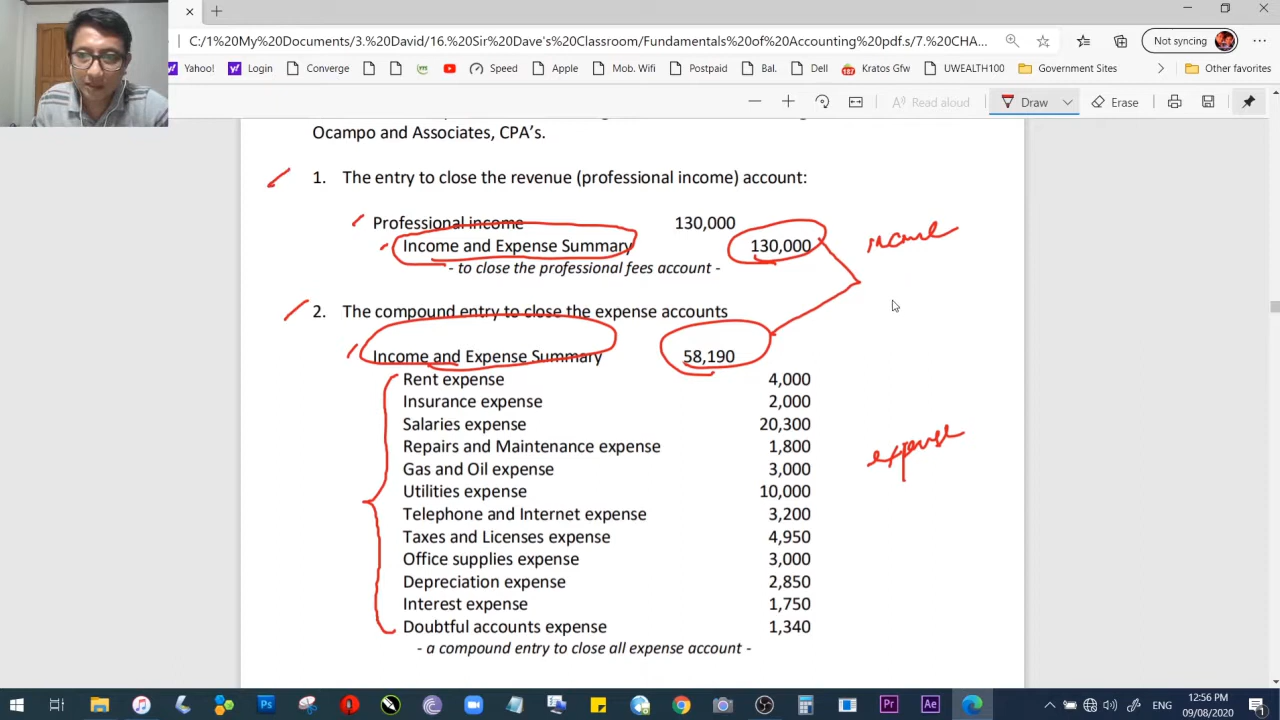 C:/1%20My%20Documents/3.%20David/16.%20Sir%20Dave's%20Classroom/Fundamentals%20of%20Accounting%20pdf.s/7.%20CHA...
Not syncing
Yahoo!
Login
Converge
Speed
Apple
Mob. Wifi
Postpaid
Bal.
Dell
187 Kratos Gfw
UWEALTH100
Government Sites
Other favorites
Read aloud
Draw
Erase
Ocampo and Associates, CPA's.
1. The entry to close the revenue (professional income) account:
Professional income 130,000
Income and Expense Summary 130,000
- to close the professional fees account -
income
2. The compound entry to close the expense accounts
Income and Expense Summary 58,190
Rent expense 4,000
Insurance expense 2,000
Salaries expense 20,300
Repairs and Maintenance expense 1,800
expense
Gas and Oil expense 3,000
Utilities expense 10,000
Telephone and Internet expense 3,200
Taxes and Licenses expense 4,950
Office supplies expense 3,000
Depreciation expense 2,850
Interest expense 1,750
Doubtful accounts expense 1,340
- a compound entry to close all expense account -
Ps
Pr
Ae
ENG
12:56 PM
09/08/2020